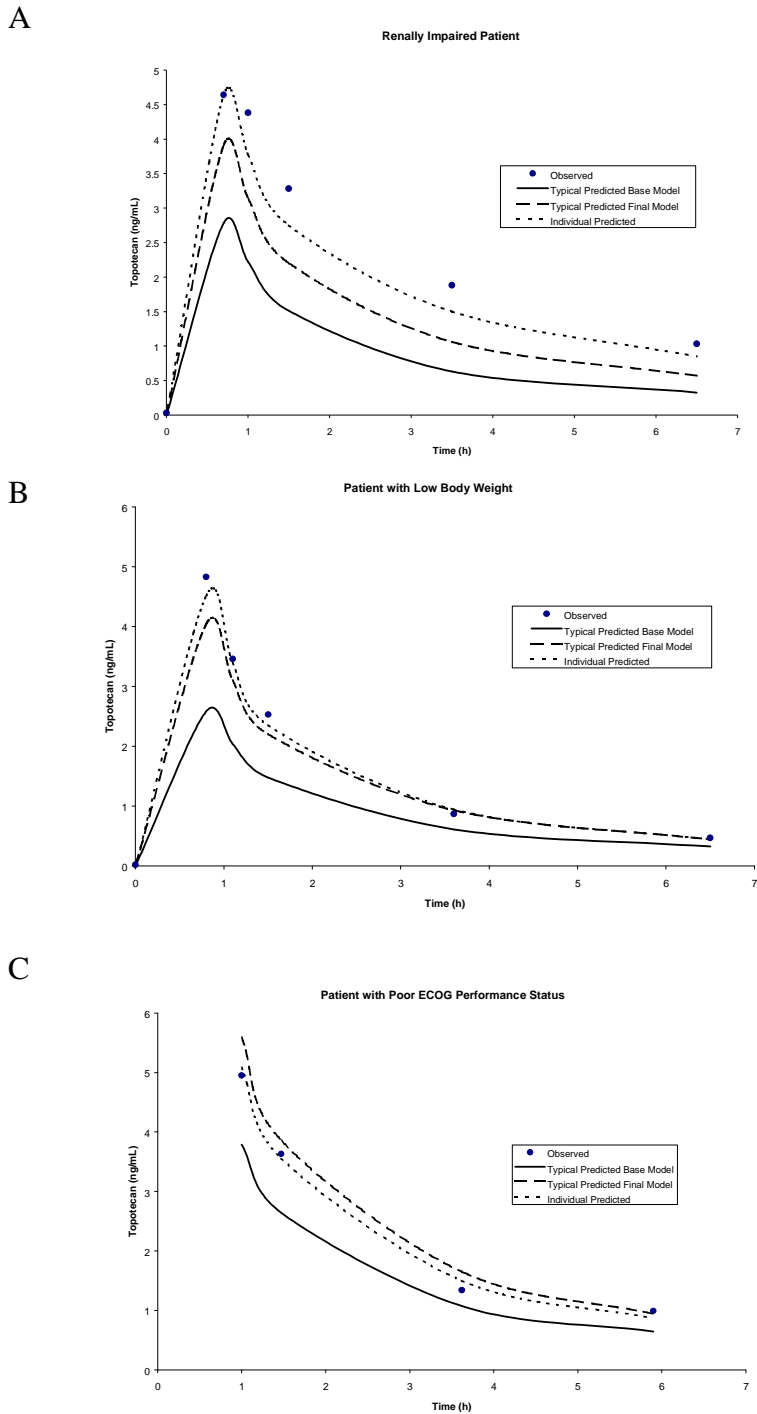 A
Renally Impaired Patient
5
4.5
4
3.5
3
2.5
2
1.5
1
0.5
0
Topotecan (ng/mL)
Observed
Typical Predicted Base Model
Typical Predicted Final Model
Individual Predicted
0 1 2 3 4 5 6 7
Time (h)
B
Patient with Low Body Weight
6
5
4
3
2
1
0
Topotecan (ng/mL)
Observed
Typical Predicted Base Model
Typical Predicted Final Model
Individual Predicted
0 1 2 3 4 5 6 7
Time (h)
C
Patient with Poor ECOG Performance Status
6
5
4
3
2
1
0
Topotecan (ng/mL)
Observed
Typical Predicted Base Model
Typical Predicted Final Model
Individual Predicted
0 1 2 3 4 5 6 7
Time (h)